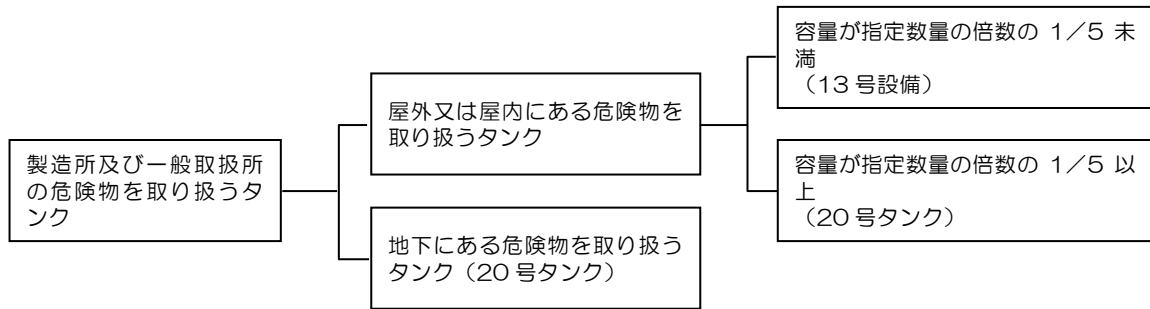 製造所及び一般取扱所
の危険物を取り扱うタ
ンク
屋外又は屋内にある危険物を
取り扱うタンク
地下にある危険物を取り扱う
タンク（20 号タンク）
容量が指定数量の倍数の 1／5 未
満
（13 号設備）
容量が指定数量の倍数の 1／5 以
上
（20 号タンク）